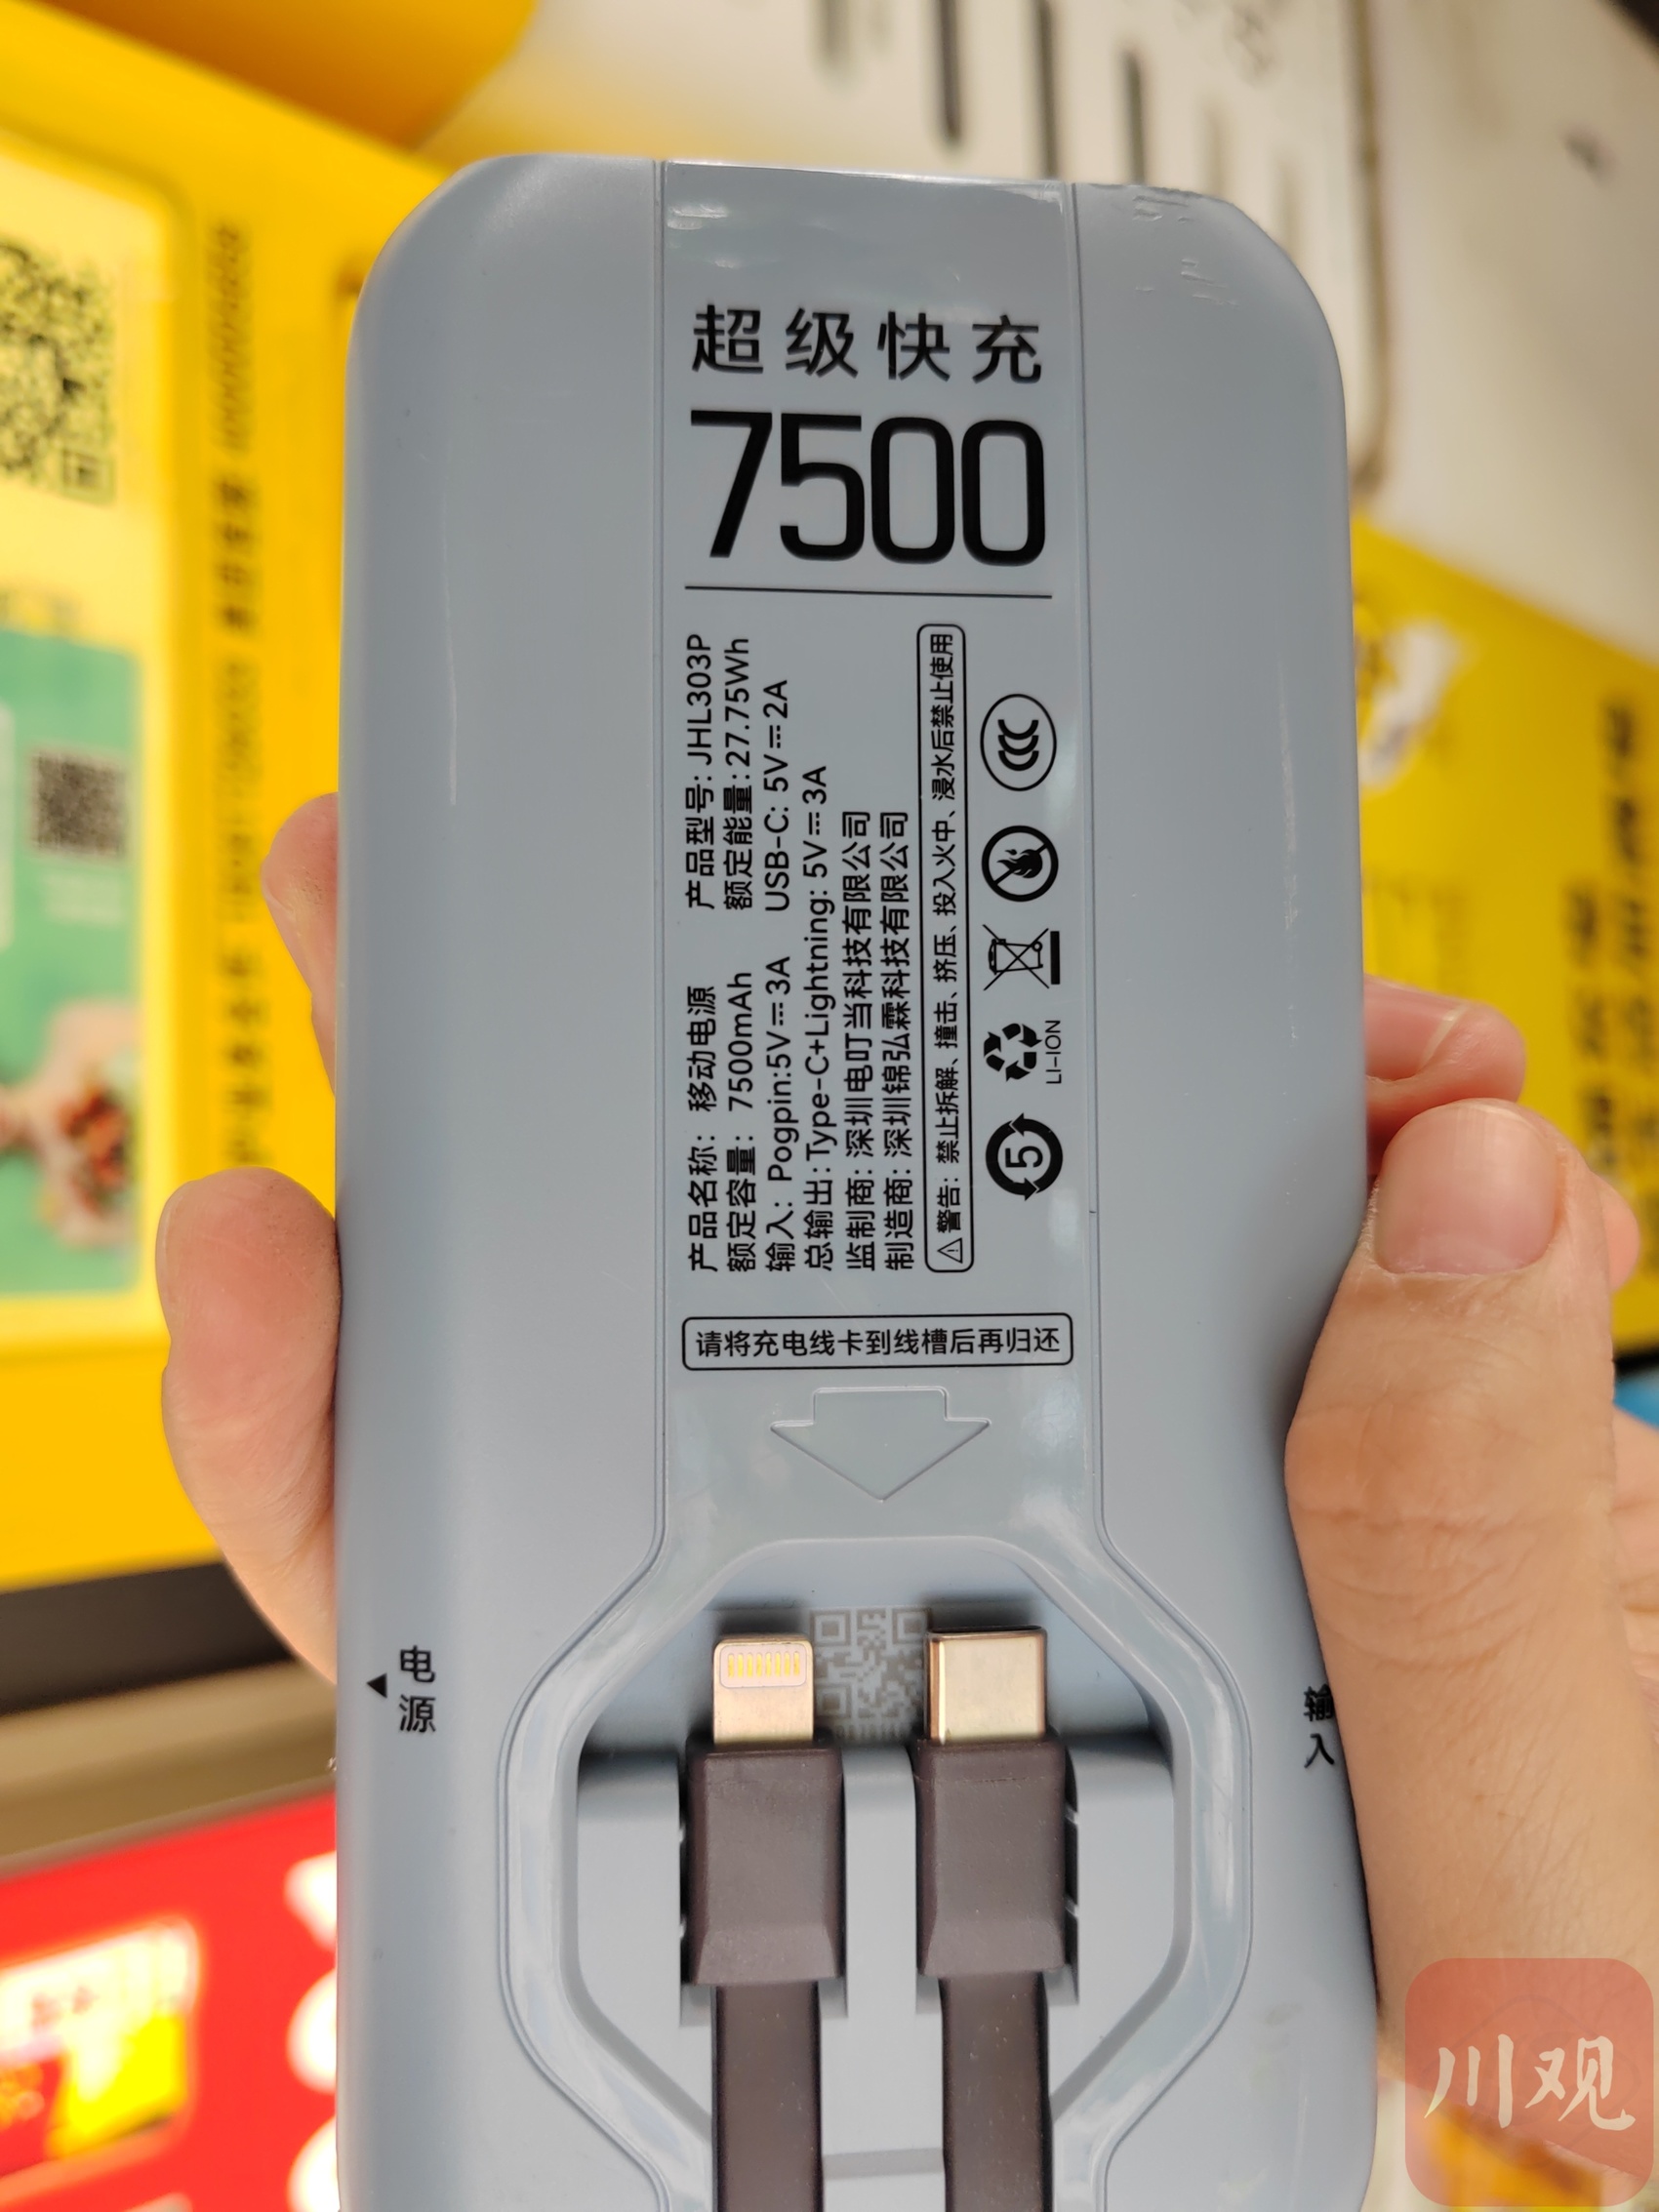 超级快充
7500
产品名称：移动电源 产品型号：JHL303P
额定容量：7500mAh 额定能量：27.75Wh
输入：Pogpin:5V⎓3A USB-C: 5V⎓2A
总输出：Type-C+Lightning: 5V⎓3A
监制商：深圳电叮当科技有限公司
制造商：深圳锦弘霖科技有限公司
⚠警告：禁止拆解、撞击、挤压、投入火中、浸水后禁止使用
5
LI-ION
CCC
请将充电线卡到线槽后再归还
电源
输入
川观